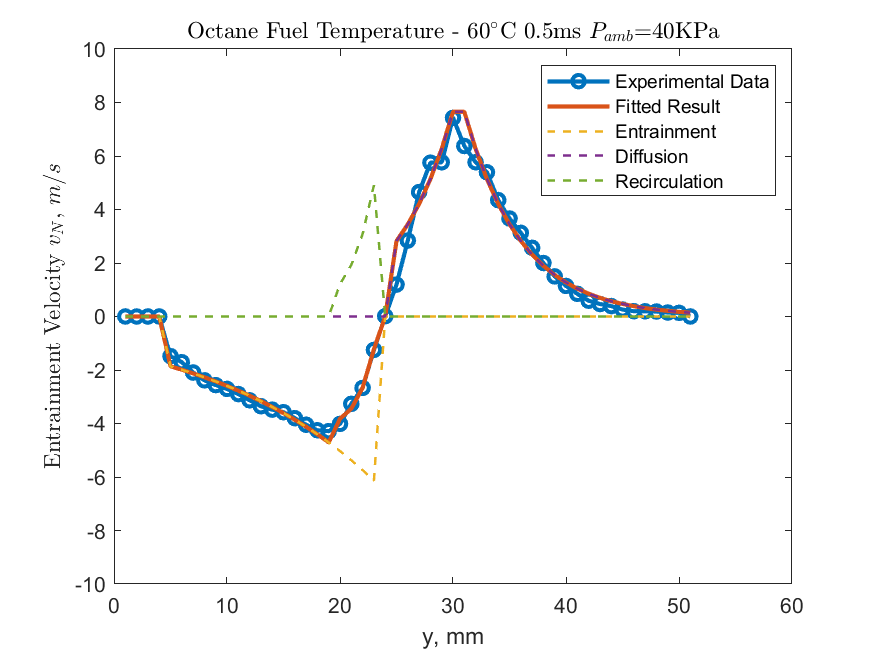 Octane Fuel Temperature - 60°C 0.5ms P_amb=40KPa
Experimental Data
Fitted Result
Entrainment
Diffusion
Recirculation
Entrainment Velocity v_N, m/s
10
8
6
4
2
0
-2
-4
-6
-8
-10
0 10 20 30 40 50 60
y, mm